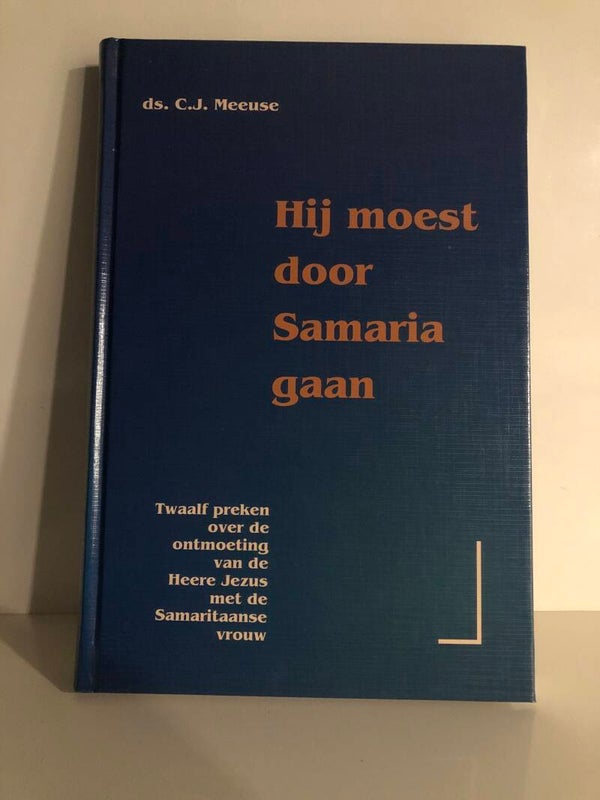 ds. C.J. Meeuse
Hij moest
door
Samaria
gaan
Twaalf preken
over de
ontmoeting
van de
Heere Jezus
met de
Samaritaanse
vrouw